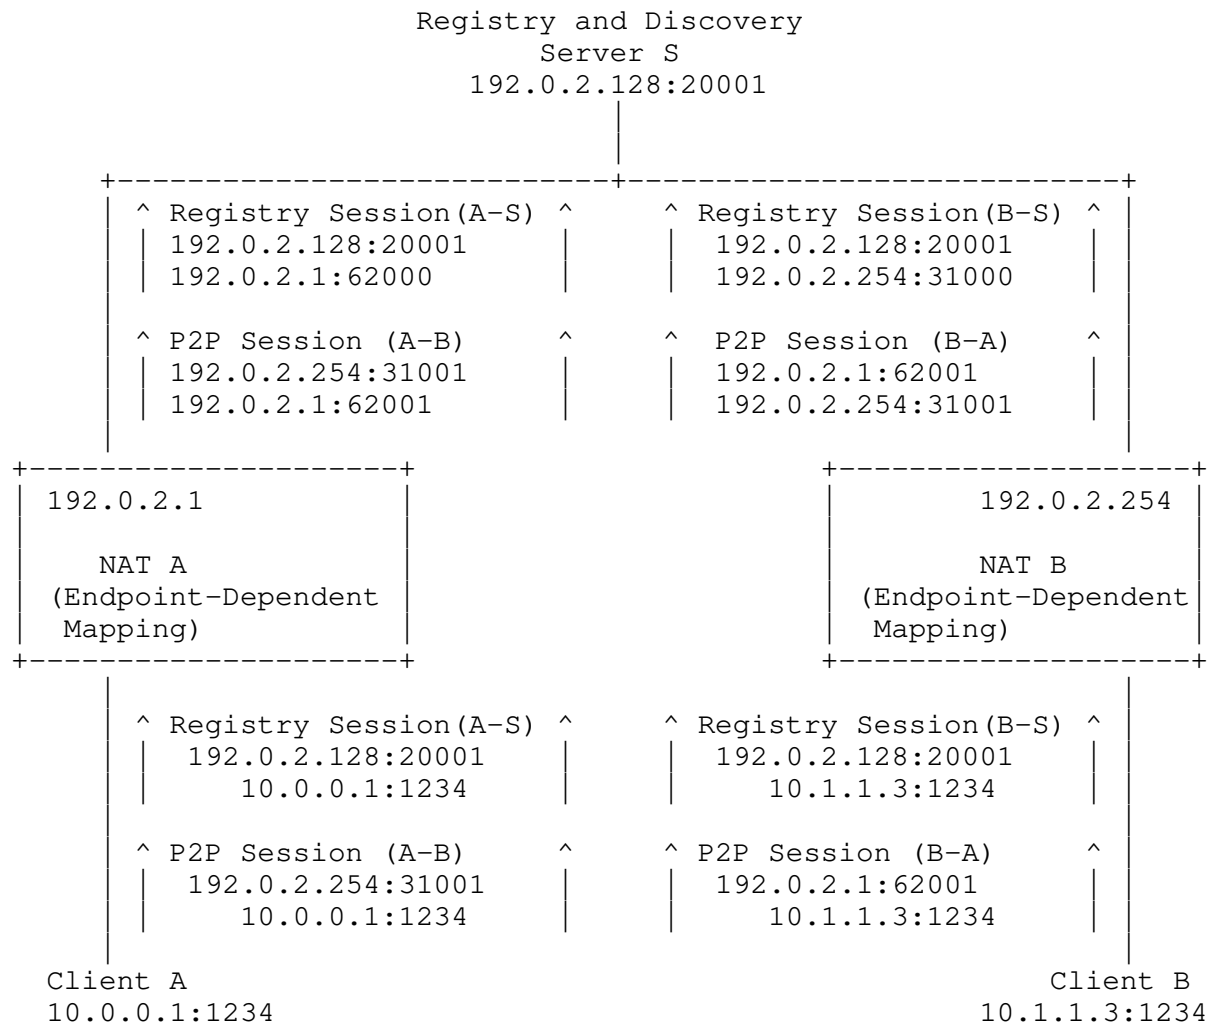 Registry and Discovery
Server S
192.0.2.128:20001
^ Registry Session(A-S) ^ ^ Registry Session(B-S) ^
192.0.2.128:20001 192.0.2.128:20001
192.0.2.1:62000 192.0.2.254:31000
^ P2P Session (A-B) ^ ^ P2P Session (B-A) ^
192.0.2.254:31001 192.0.2.1:62001
192.0.2.1:62001 192.0.2.254:31001
192.0.2.1 192.0.2.254
NAT A NAT B
(Endpoint-Dependent (Endpoint-Dependent
Mapping) Mapping)
^ Registry Session(A-S) ^ ^ Registry Session(B-S) ^
192.0.2.128:20001 192.0.2.128:20001
10.0.0.1:1234 10.1.1.3:1234
^ P2P Session (A-B) ^ ^ P2P Session (B-A) ^
192.0.2.254:31001 192.0.2.1:62001
10.0.0.1:1234 10.1.1.3:1234
Client A Client B
10.0.0.1:1234 10.1.1.3:1234